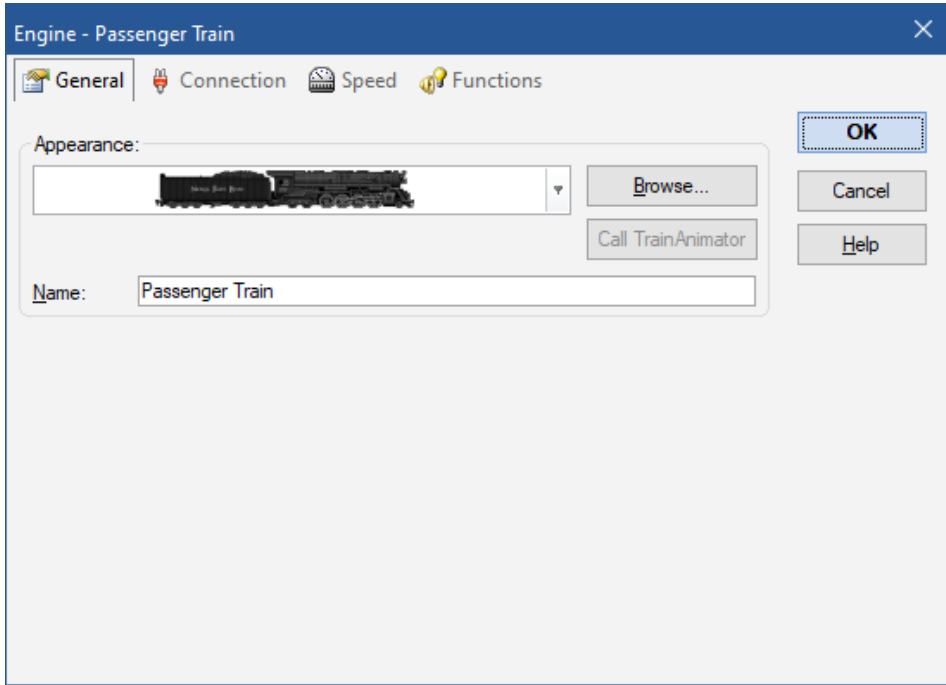 Engine - Passenger Train
General Connection Speed Functions
Appearance:
OK
Browse...
Cancel
Call TrainAnimator
Help
Name: Passenger Train